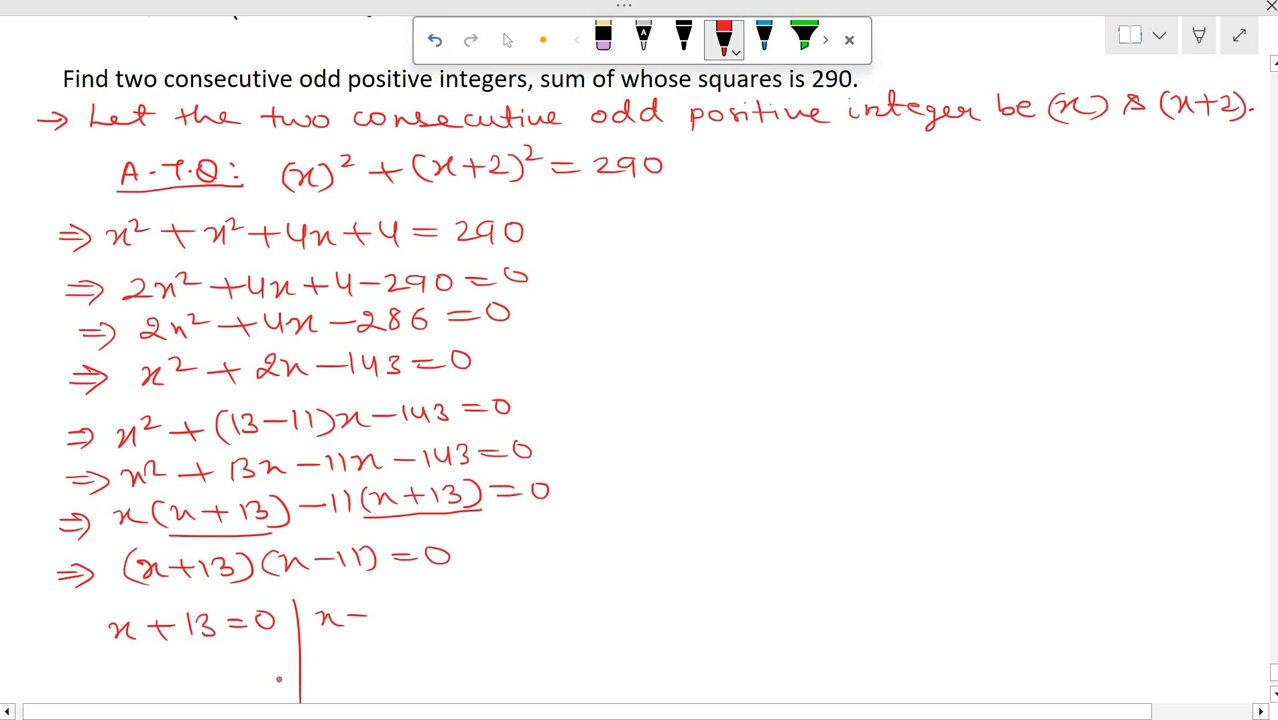 Find two consecutive odd positive integers, sum of whose squares is 290.
→ Let the two consecutive odd positive integer be (x) & (x+2).
A.T.Q: (x)² + (x+2)² = 290
⇒ x² + x² + 4x + 4 = 290
⇒ 2x² + 4x + 4 - 290 = 0
⇒ 2x² + 4x - 286 = 0
⇒ x² + 2x - 143 = 0
⇒ x² + (13-11)x - 143 = 0
⇒ x² + 13x - 11x - 143 = 0
⇒ x(x+13) - 11(x+13) = 0
⇒ (x+13)(x-11) = 0
x + 13 = 0 | x -